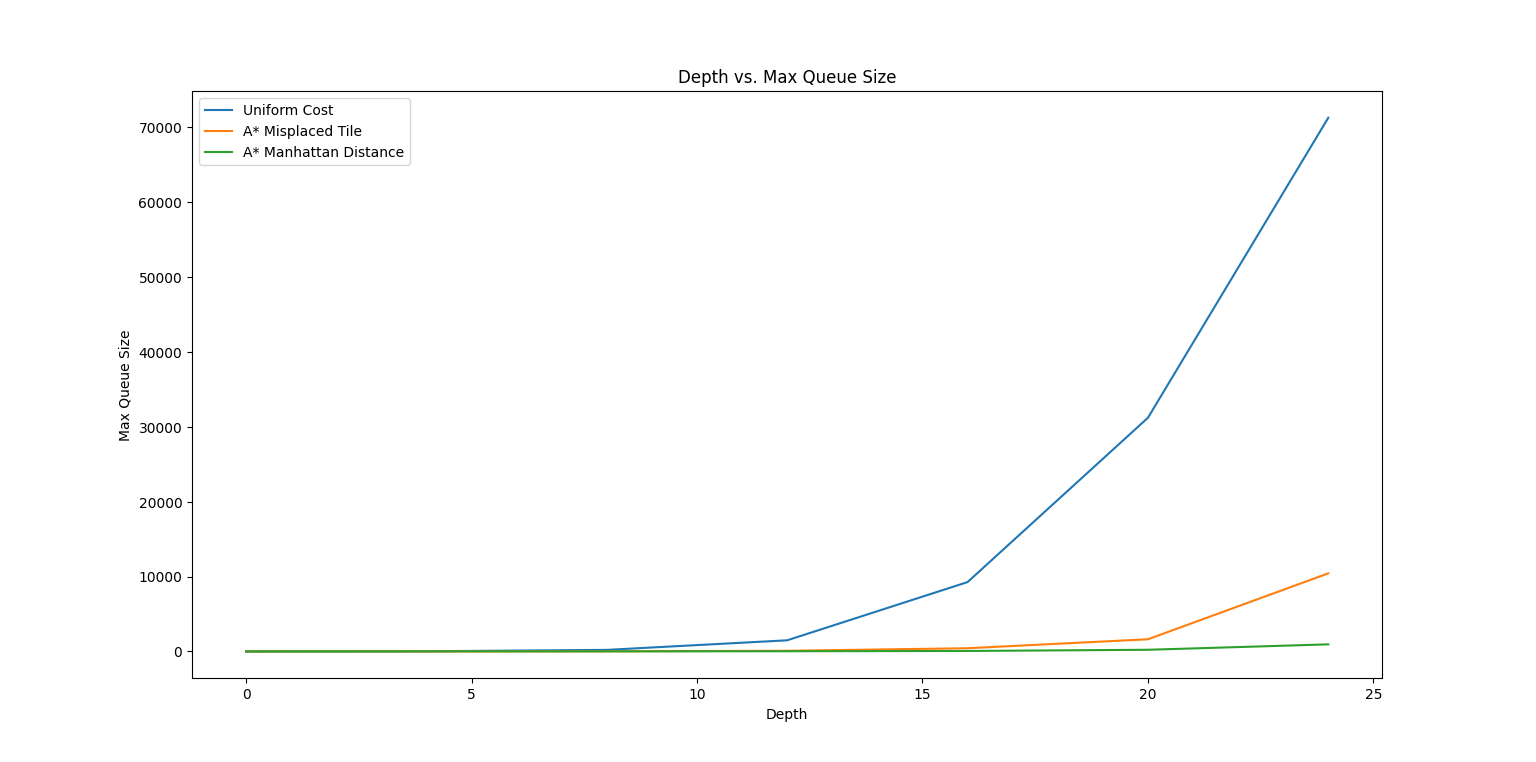 Depth vs. Max Queue Size
Uniform Cost
A* Misplaced Tile
A* Manhattan Distance
Max Queue Size
70000
60000
50000
40000
30000
20000
10000
0
0 5 10 15 20 25
Depth